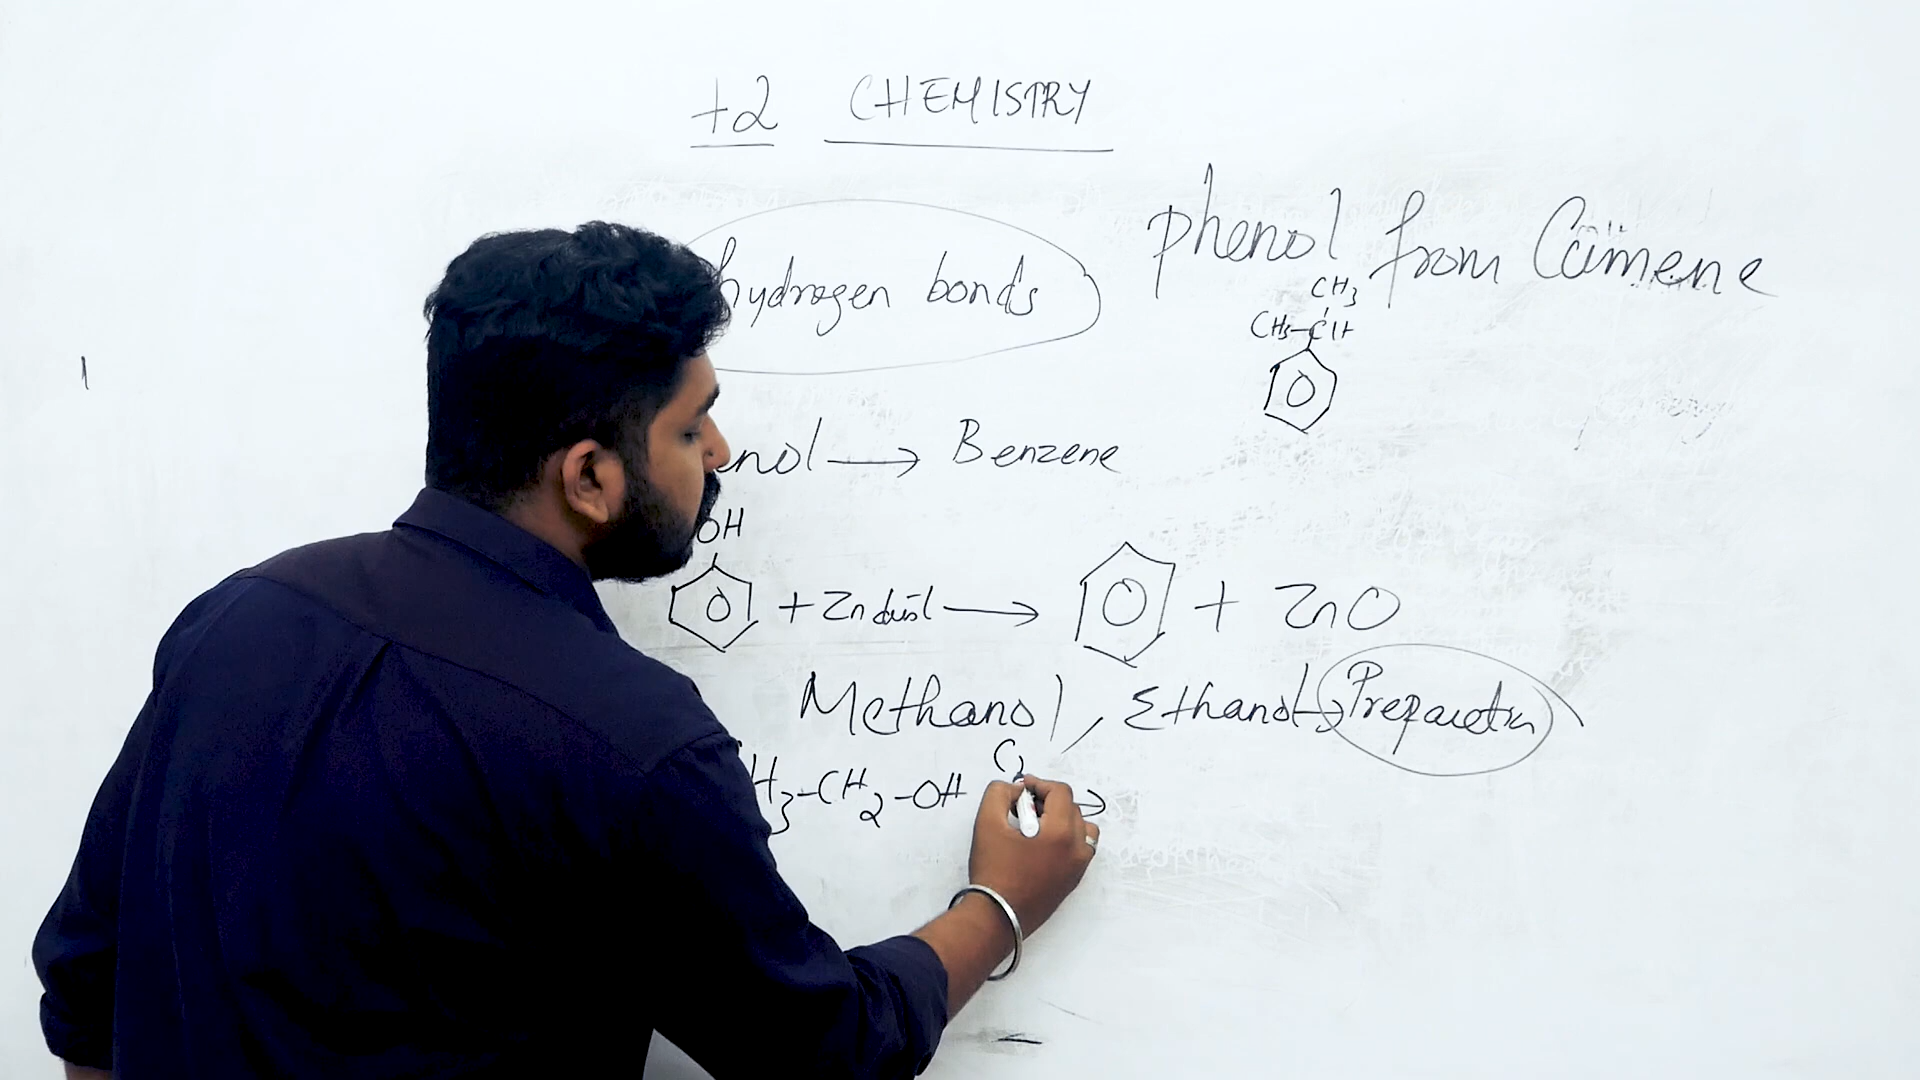 +2 CHEMISTRY
hydrogen bonds
phenol from Cumene
CH3
CH3-CH
enol → Benzene
OH
+ Zn dust → + ZnO
Methanol, Ethanol → Preparation
H3-CH2-OH →